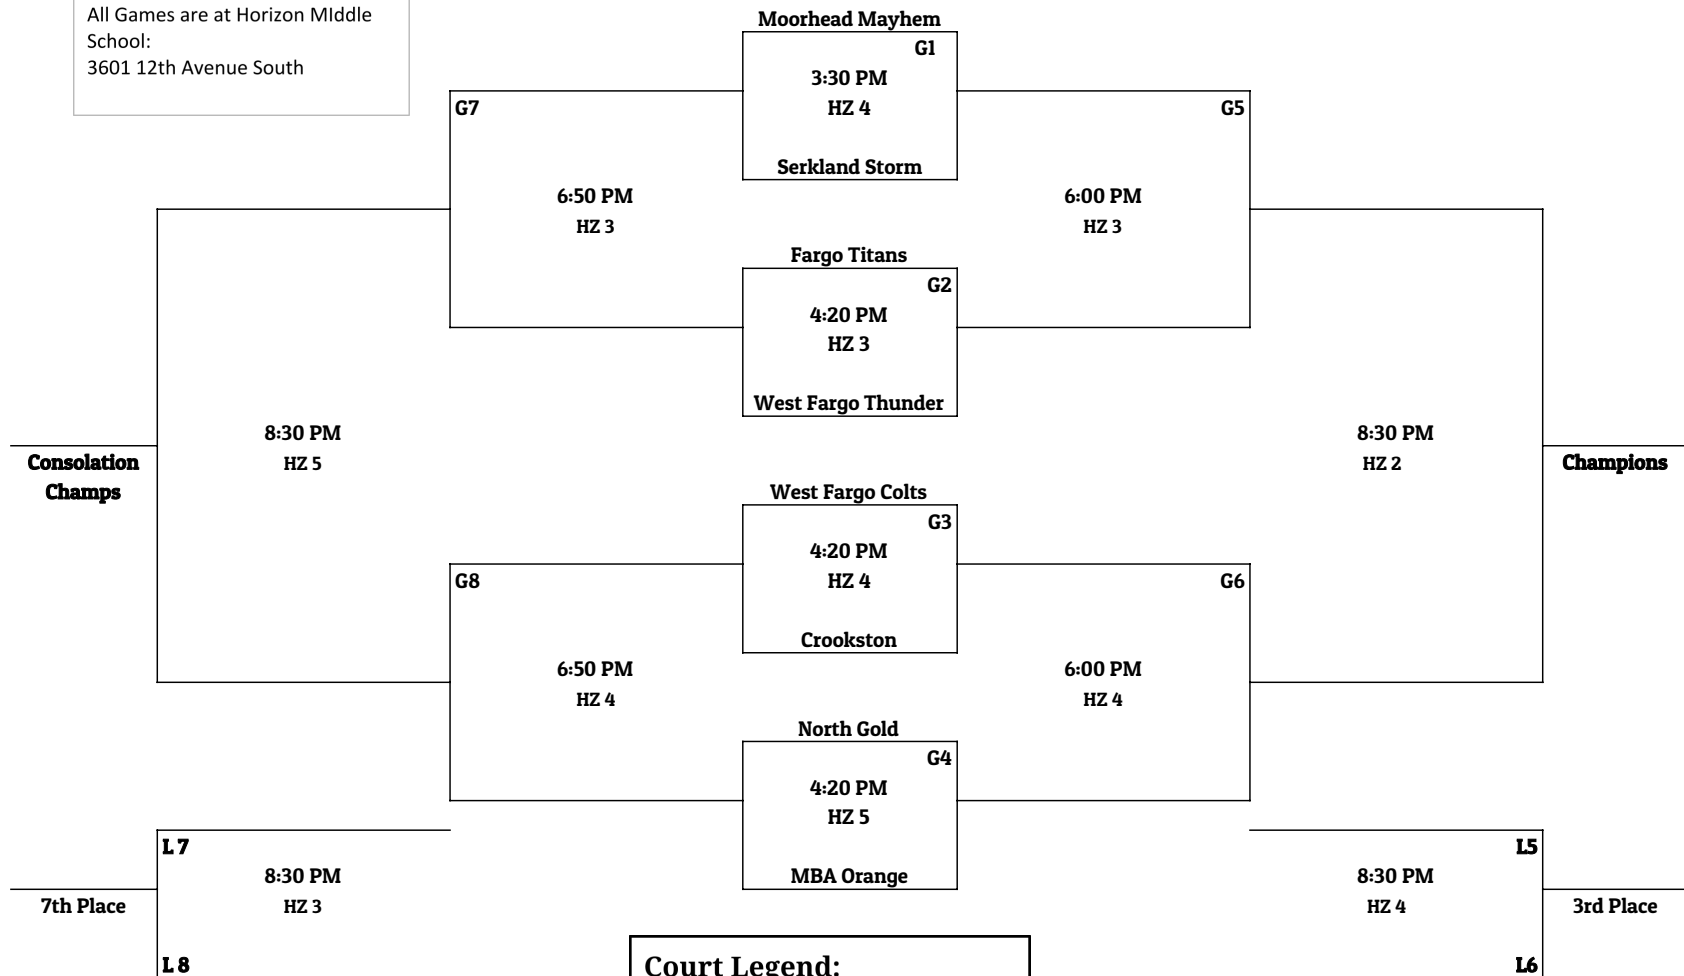 All Games are at Horizon MIddle
School:
3601 12th Avenue South
Moorhead Mayhem
G1
3:30 PM
HZ 4
Serkland Storm
G7
6:50 PM
HZ 3
G5
6:00 PM
HZ 3
Fargo Titans
G2
4:20 PM
HZ 3
West Fargo Thunder
8:30 PM
HZ 5
Consolation
Champs
8:30 PM
HZ 2
Champions
West Fargo Colts
G3
4:20 PM
HZ 4
Crookston
G8
6:50 PM
HZ 4
G6
6:00 PM
HZ 4
North Gold
G4
4:20 PM
HZ 5
MBA Orange
L 7
8:30 PM
HZ 3
7th Place
L 8
L5
8:30 PM
HZ 4
3rd Place
L6
Court Legend: